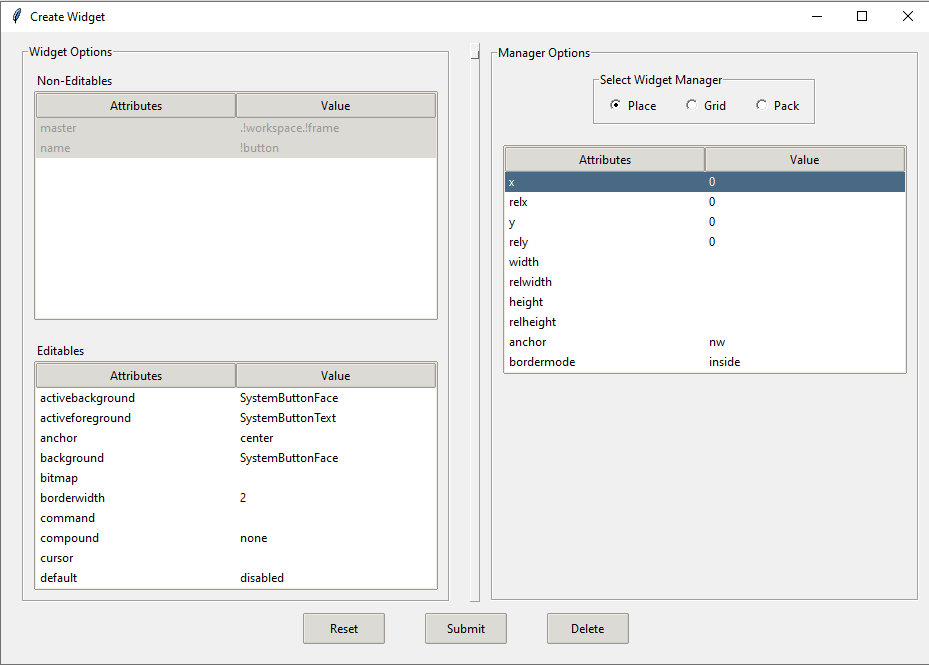 Create Widget
Widget Options
Non-Editables
Attributes Value
master .!workspace.!frame
name !button
Editables
Attributes Value
activebackground SystemButtonFace
activeforeground SystemButtonText
anchor center
background SystemButtonFace
bitmap
borderwidth 2
command
compound none
cursor
default disabled
Manager Options
Select Widget Manager
Place Grid Pack
Attributes Value
x 0
relx 0
y 0
rely 0
width
relwidth
height
relheight
anchor nw
bordermode inside
Reset Submit Delete